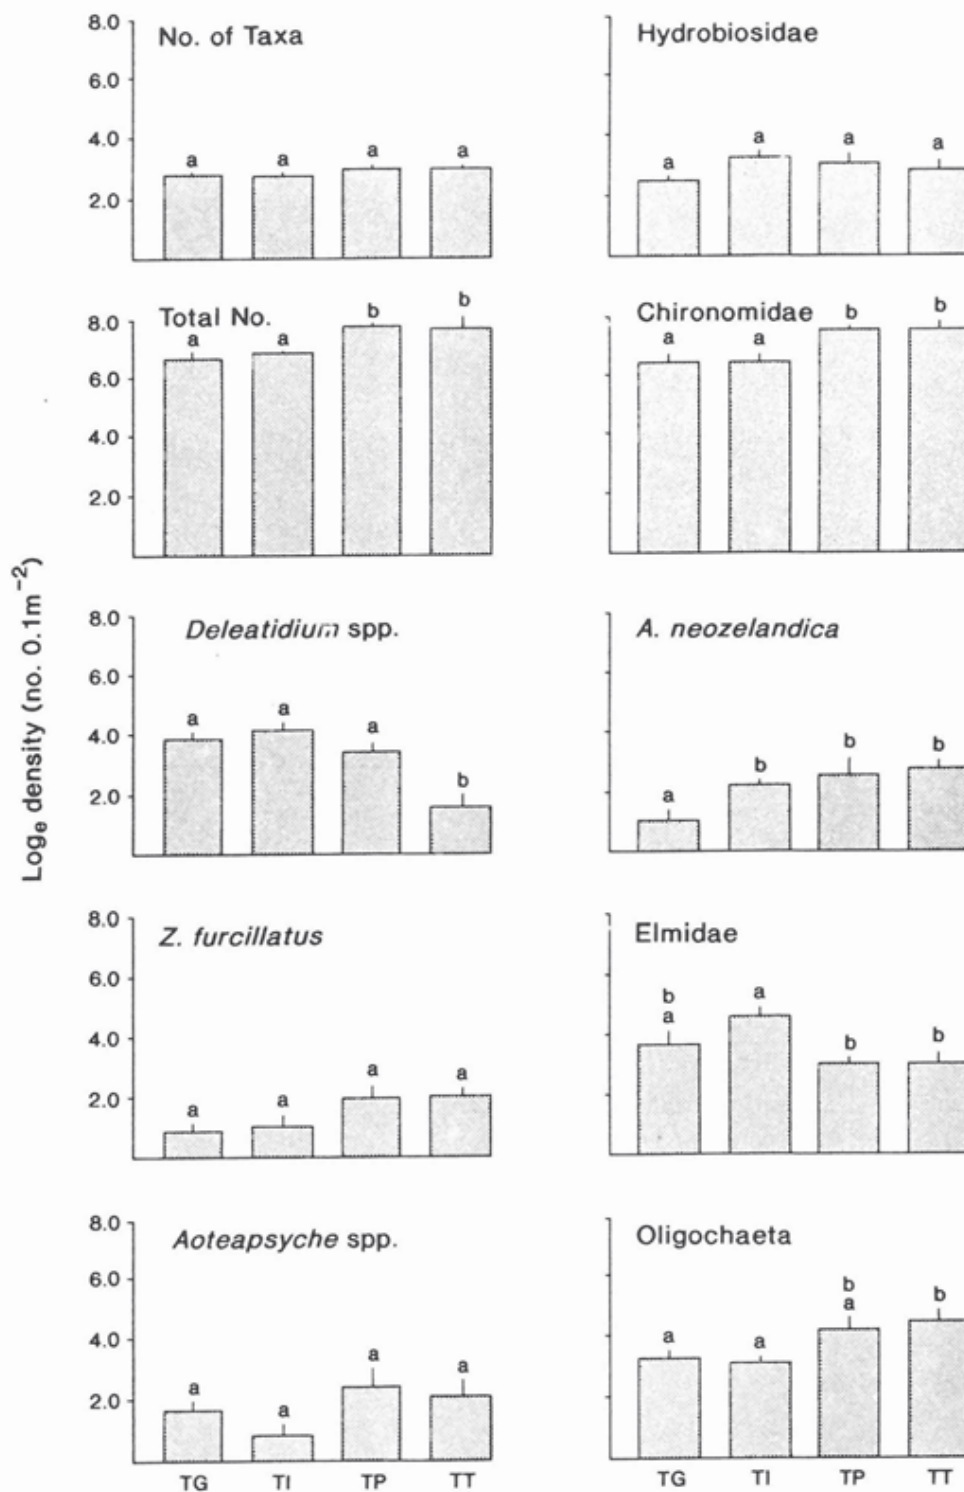 Log_e density (no. 0.1m⁻²)
No. of Taxa
8.0
6.0
4.0
2.0
a a a a
Hydrobiosidae
a a a a
Total No.
8.0
6.0
4.0
2.0
a a b b
Chironomidae
a a b b
Deleatidium spp.
8.0
6.0
4.0
2.0
a a a b
A. neozelandica
a b b b
Z. furcillatus
8.0
6.0
4.0
2.0
a a a a
Elmidae
b
a a b b
Aoteapsyche spp.
8.0
6.0
4.0
2.0
a a a a
TG TI TP TT
Oligochaeta
b
a a a b
TG TI TP TT